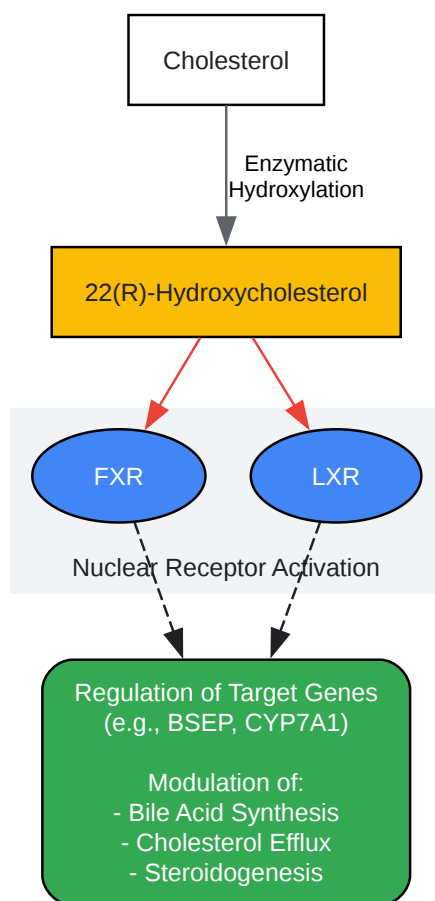 Cholesterol
Enzymatic
Hydroxylation
22(R)-Hydroxycholesterol
FXR
LXR
Nuclear Receptor Activation
Regulation of Target Genes
(e.g., BSEP, CYP7A1)
Modulation of:
- Bile Acid Synthesis
- Cholesterol Efflux
- Steroidogenesis